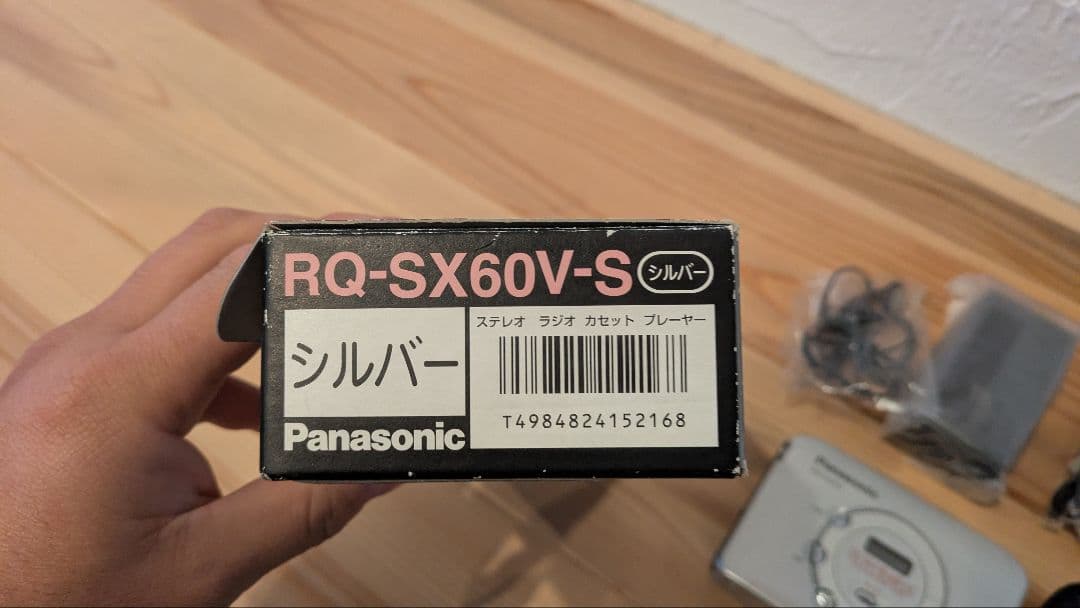 RQ-SX60V-S シルバー
シルバー
ステレオ ラジオ カセット プレーヤー
T4984824152168
Panasonic
Panasonic